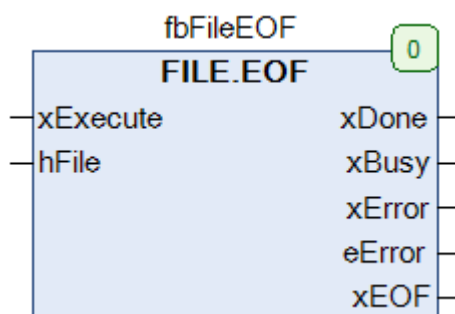 fbFileEOF
0
FILE.EOF
xExecute xDone
hFile xBusy
xError
eError
xEOF